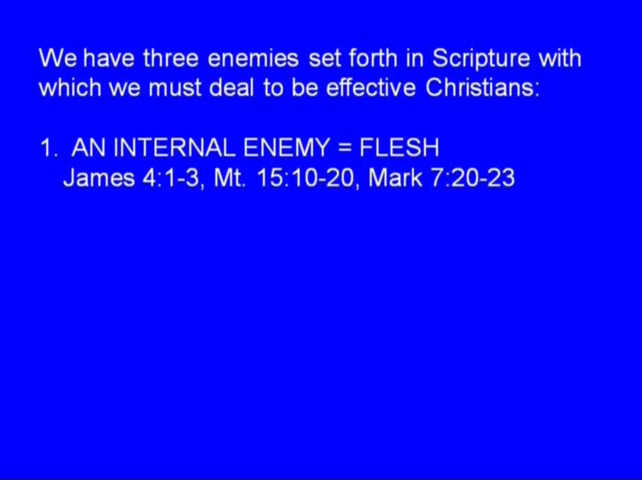 We have three enemies set forth in Scripture with
which we must deal to be effective Christians:
1. AN INTERNAL ENEMY = FLESH
James 4:1-3, Mt. 15:10-20, Mark 7:20-23